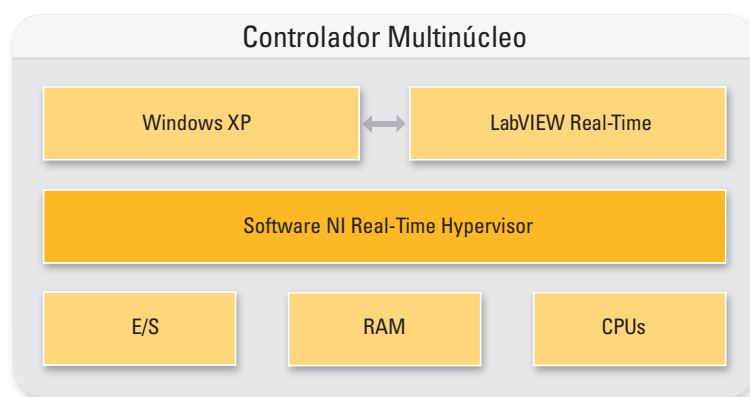 Controlador Multinúcleo
Windows XP
LabVIEW Real-Time
Software NI Real-Time Hypervisor
E/S
RAM
CPUs